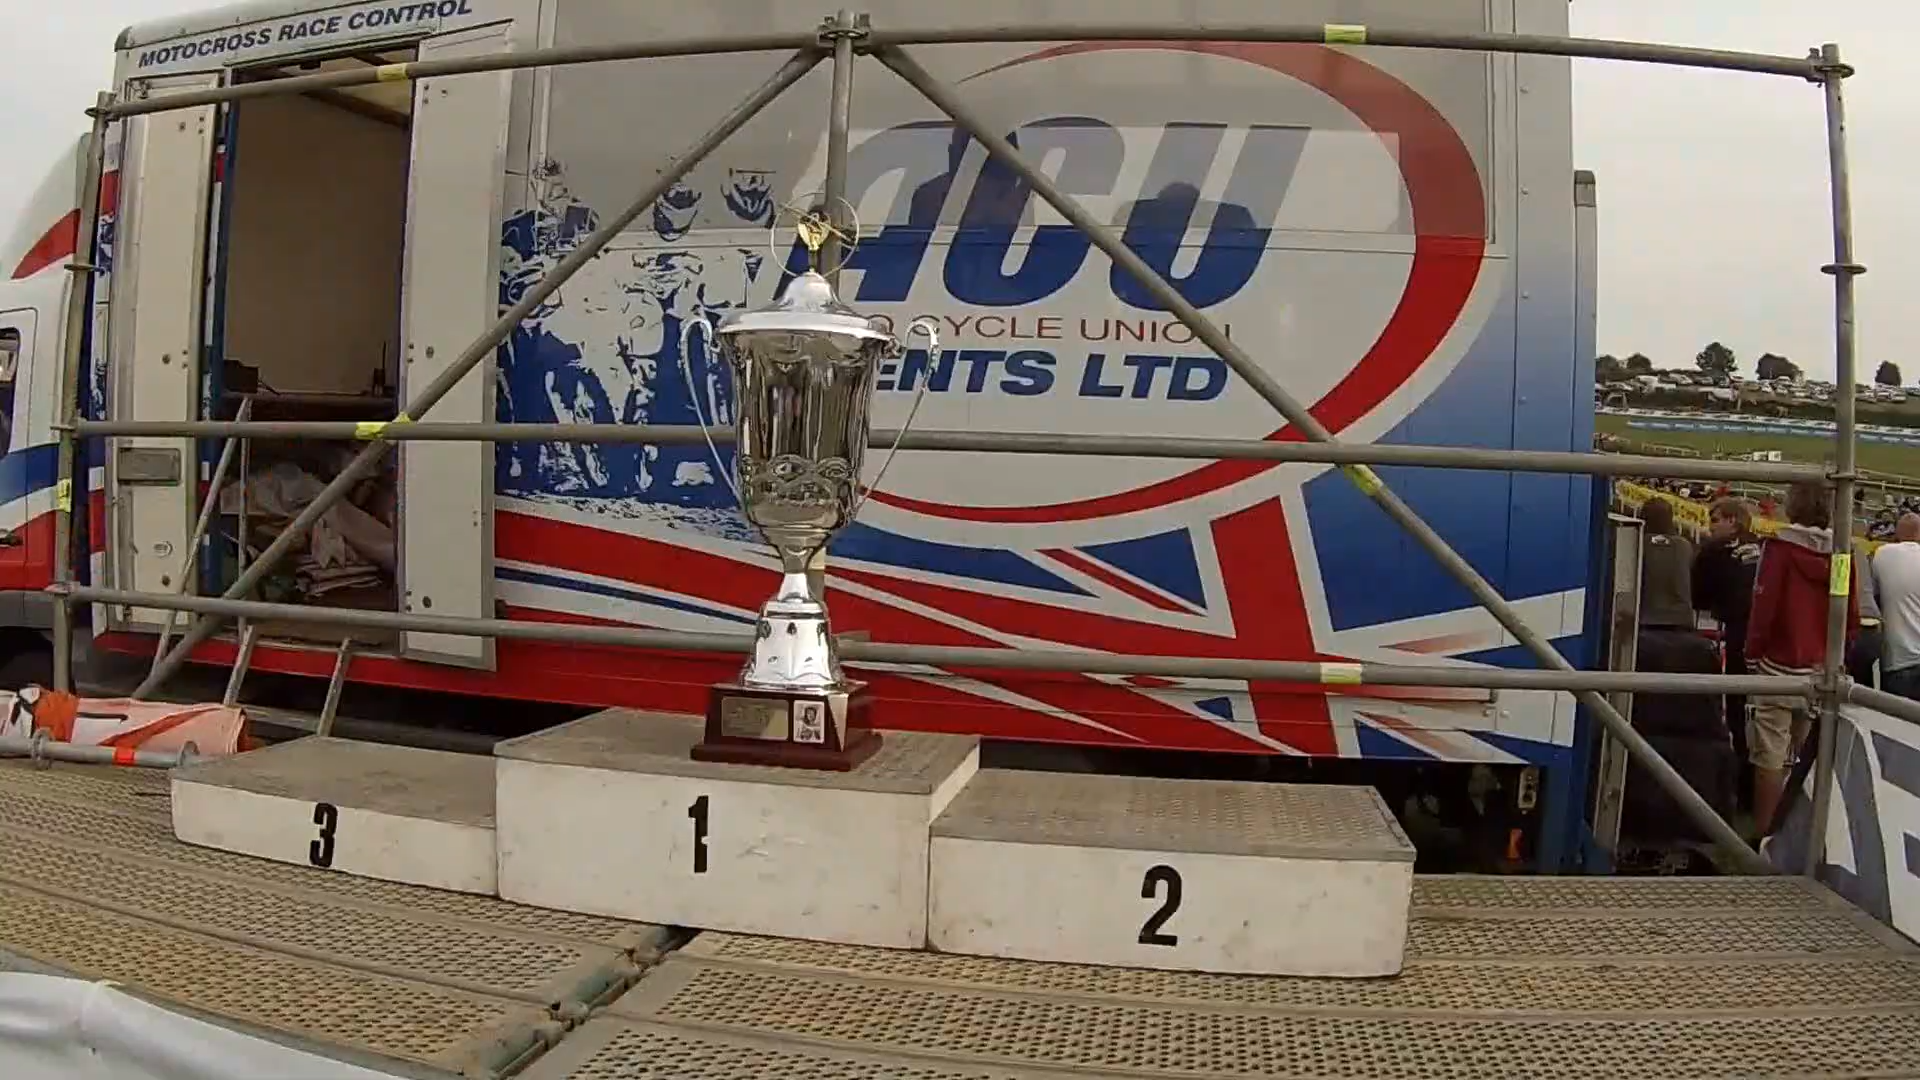 MOTOCROSS RACE CONTROL
ACU
CYCLE UNION
ENTS LTD
3
1
2